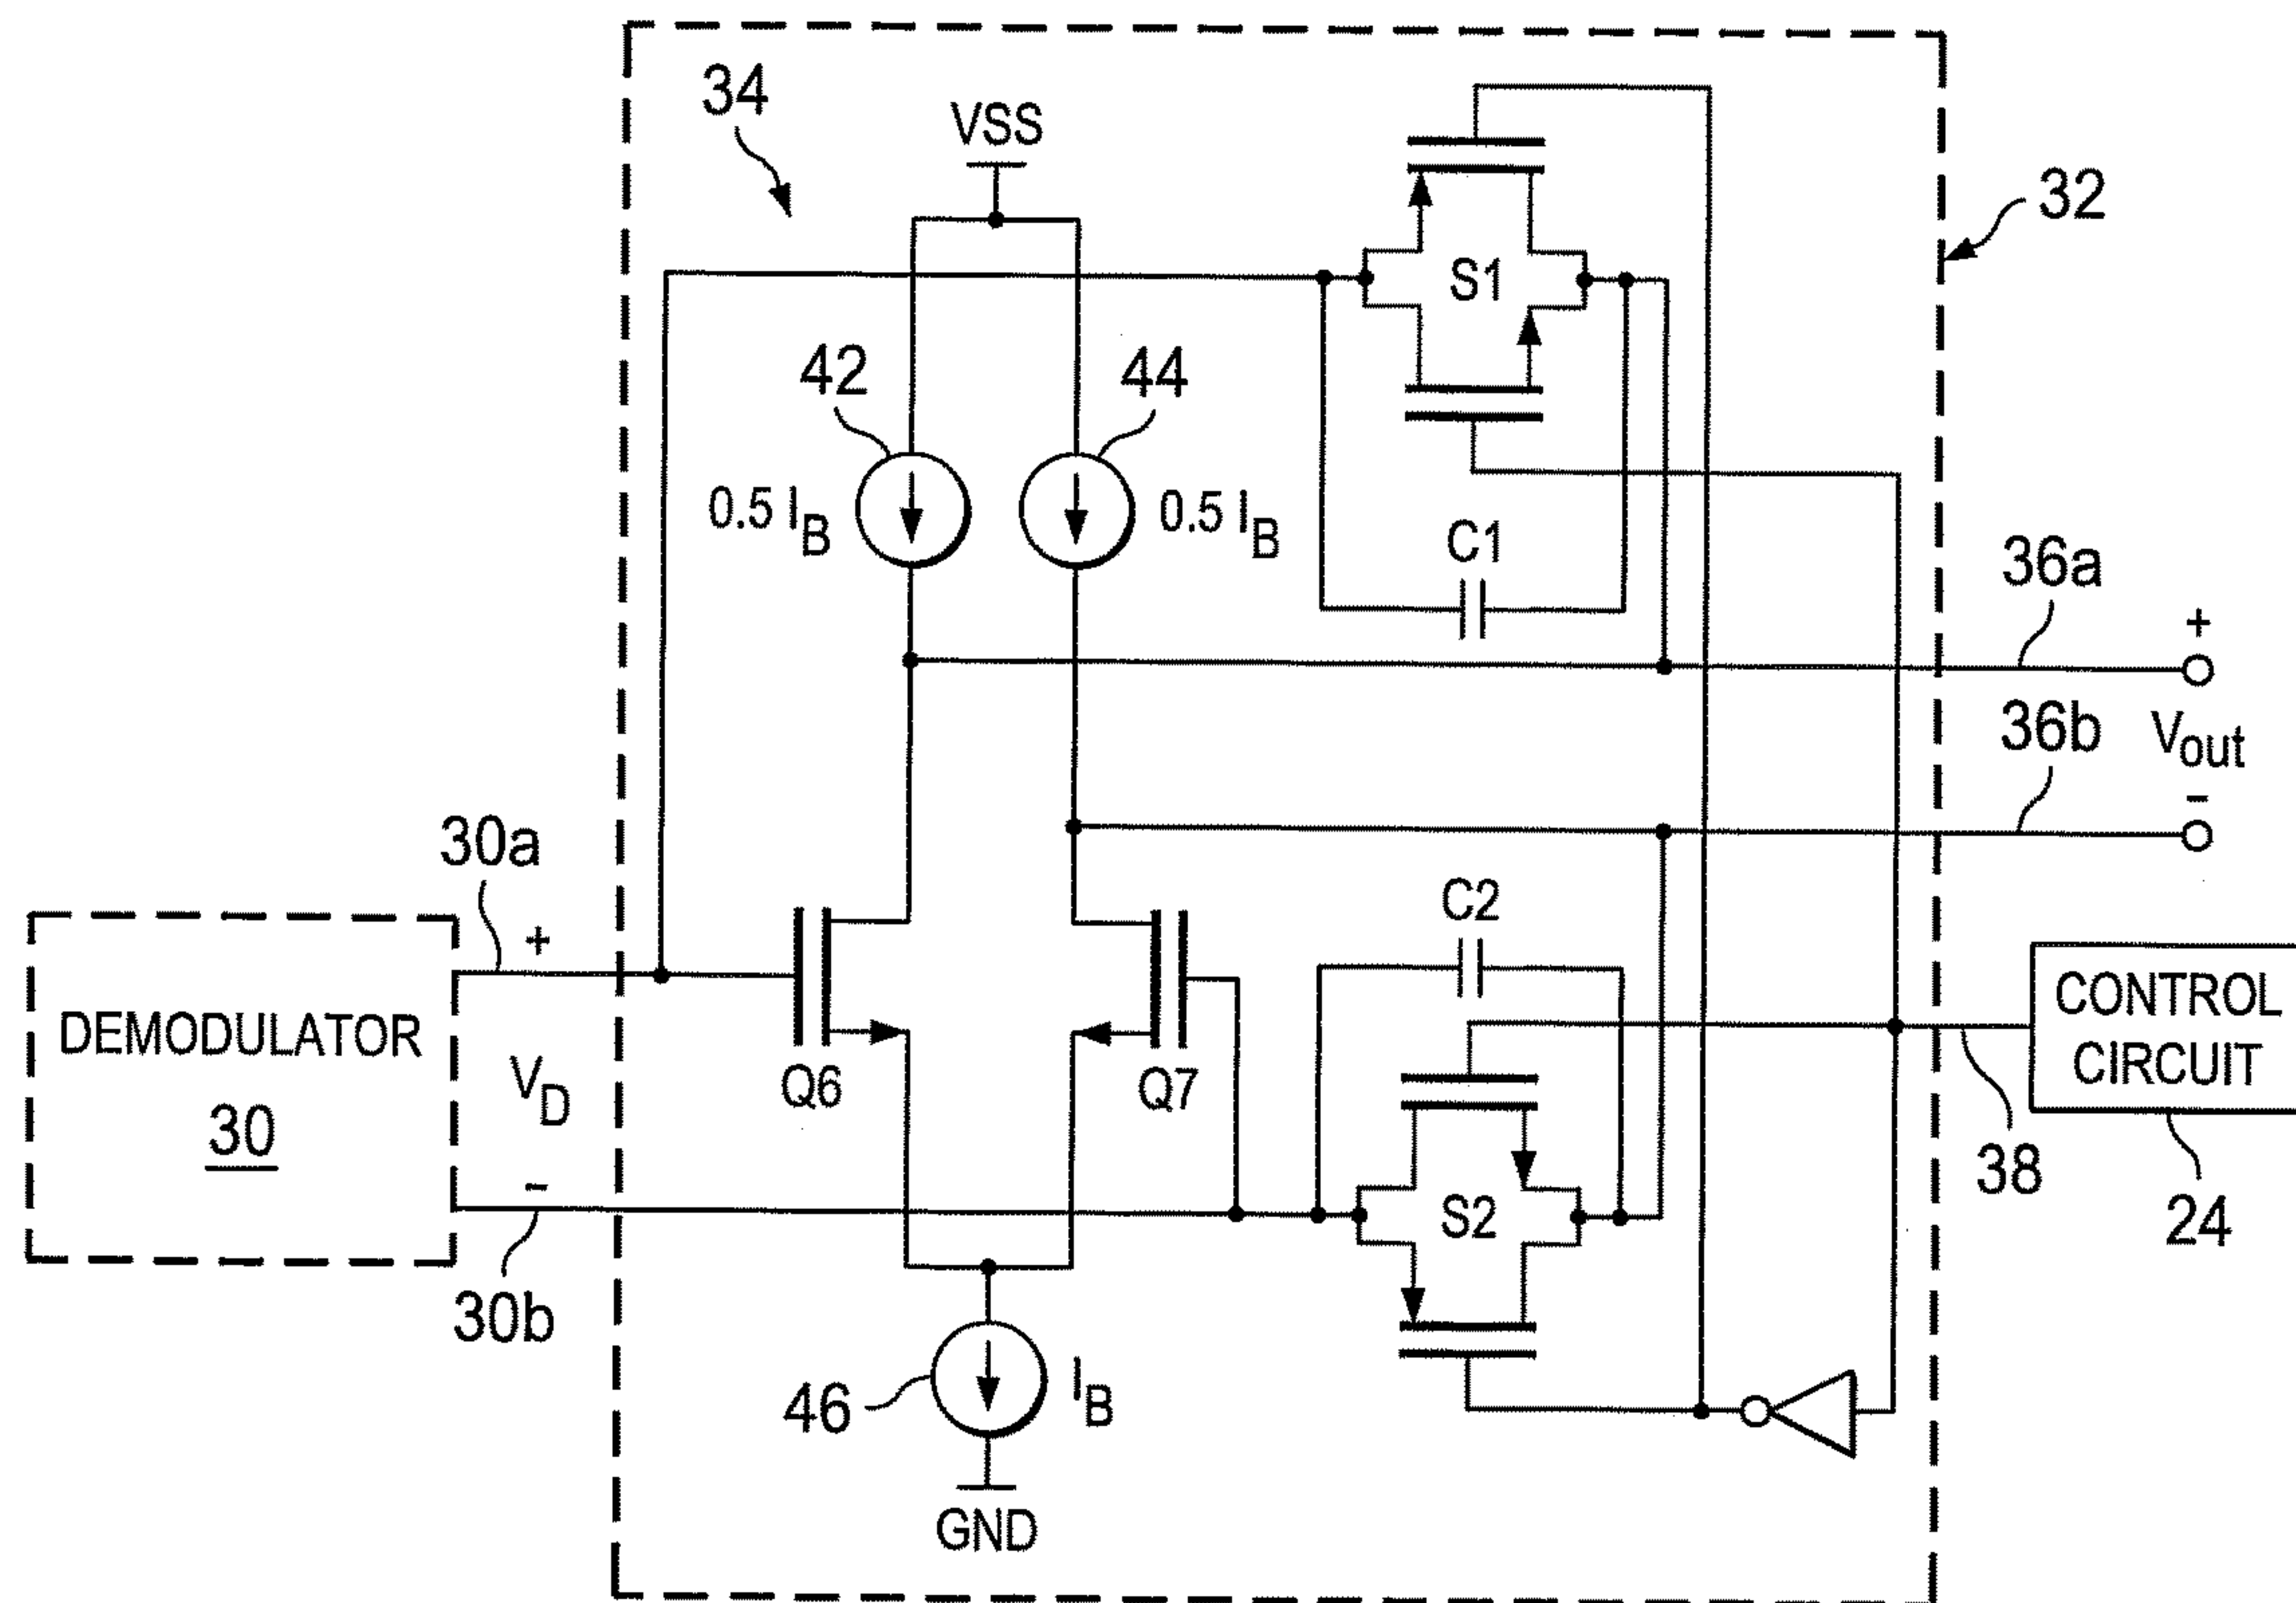 34
VSS
32
S1
42
44
0.5 IB
0.5 IB
C1
36a
+
36b
Vout
-
30a
+
C2
DEMODULATOR
30
VD
Q6
Q7
CONTROL
CIRCUIT
-
S2
38
24
30b
46
IB
GND